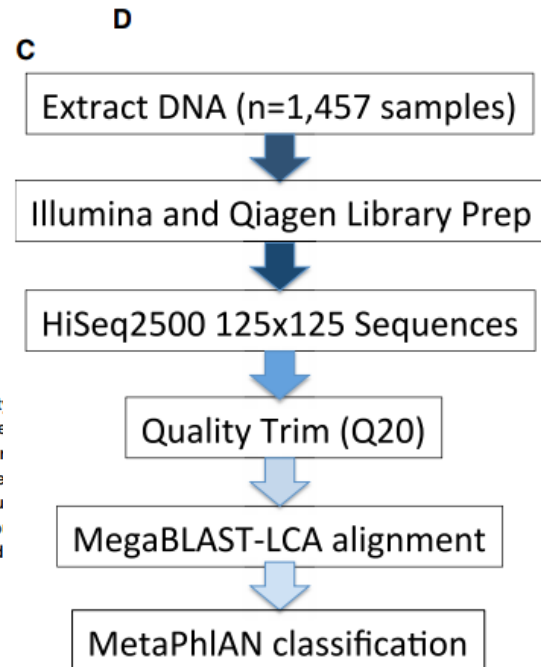 D
C
Extract DNA (n=1,457 samples)
Illumina and Qiagen Library Prep
HiSeq2500 125x125 Sequences
Quality Trim (Q20)
MegaBLAST-LCA alignment
MetaPhlAN classification